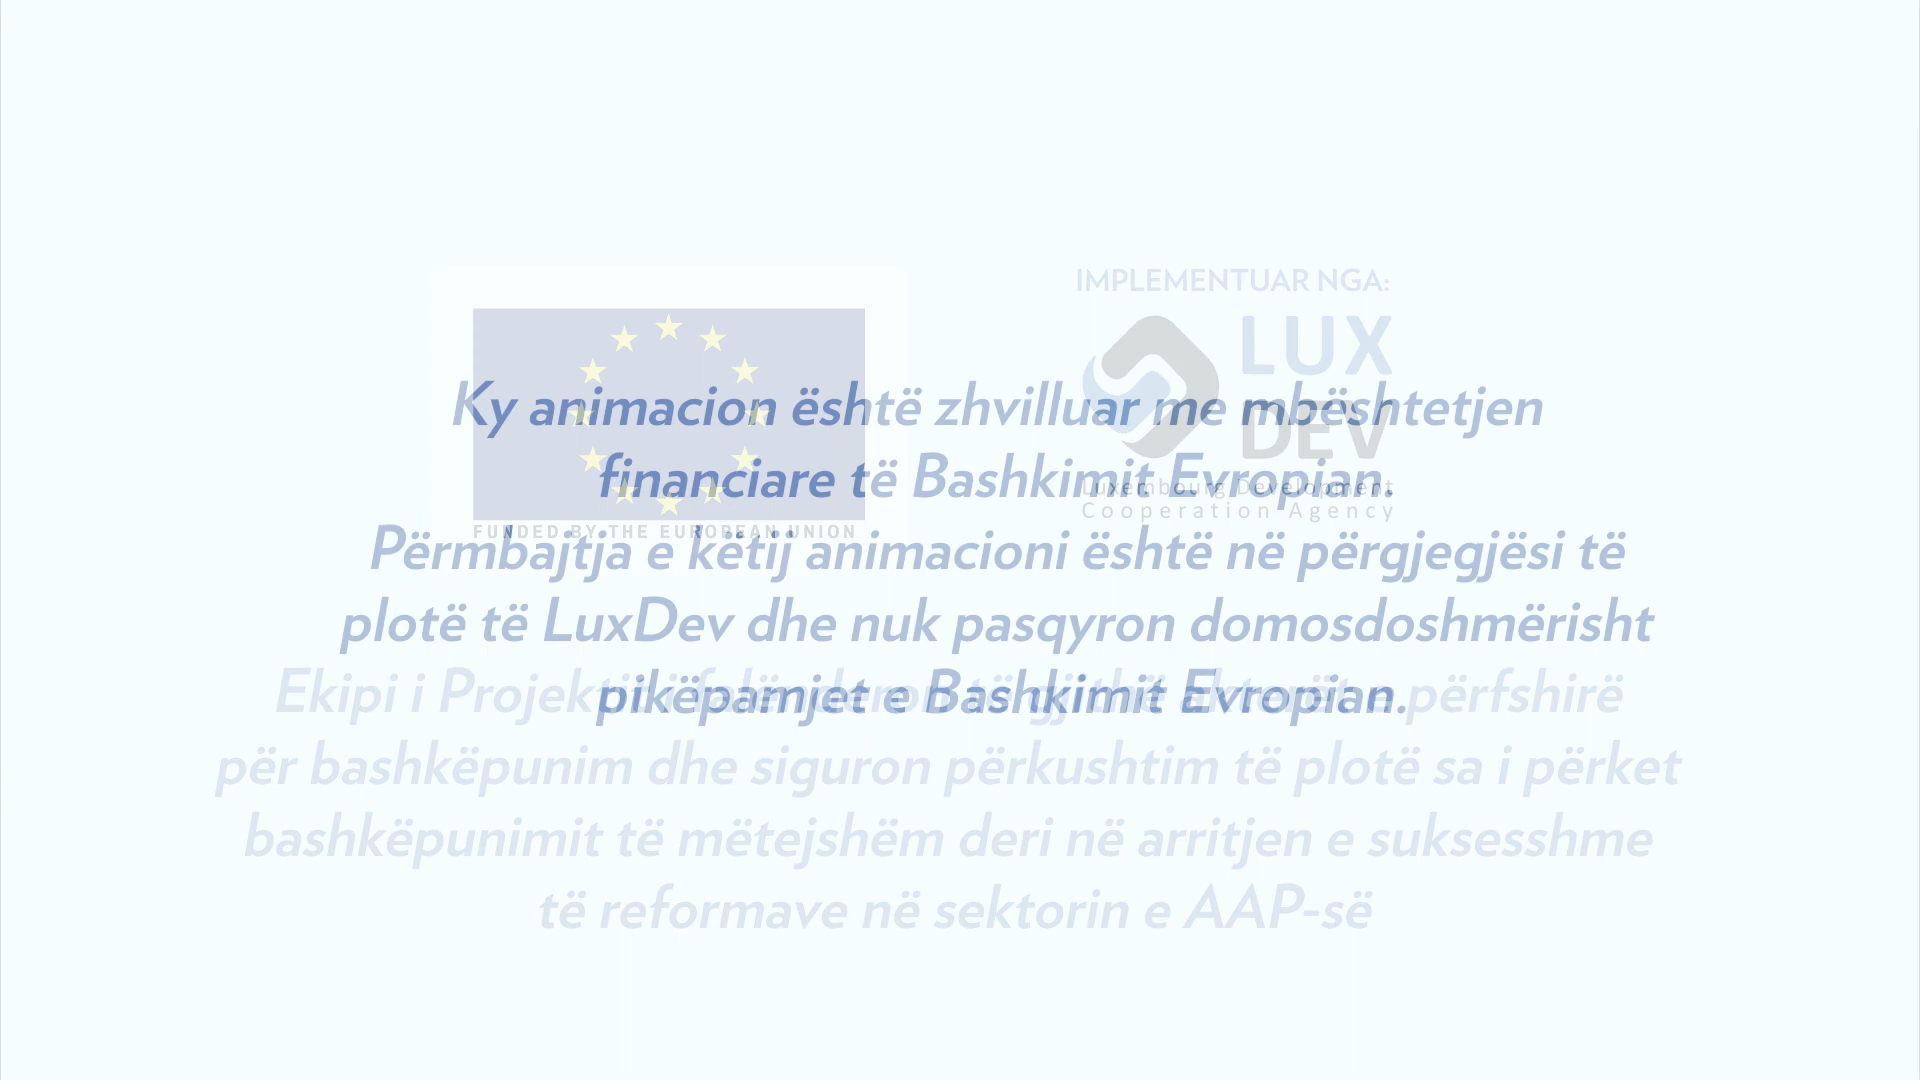 IMPLEMENTUAR NGA:
LUX
DEV
Luxembourg Development
Cooperation Agency
FUNDED BY THE EUROPEAN UNION
Ky animacion është zhvilluar me mbështetjen
financiare të Bashkimit Evropian.
Përmbajtja e këtij animacioni është në përgjegjësi të
plotë të LuxDev dhe nuk pasqyron domosdoshmërisht
pikëpamjet e Bashkimit Evropian.
Ekipi i Projektit përfshirë
për bashkëpunim dhe siguron përkushtim të plotë sa i përket
bashkëpunimit të mëtejshëm deri në arritjen e suksesshme
të reformave në sektorin e AAP-së